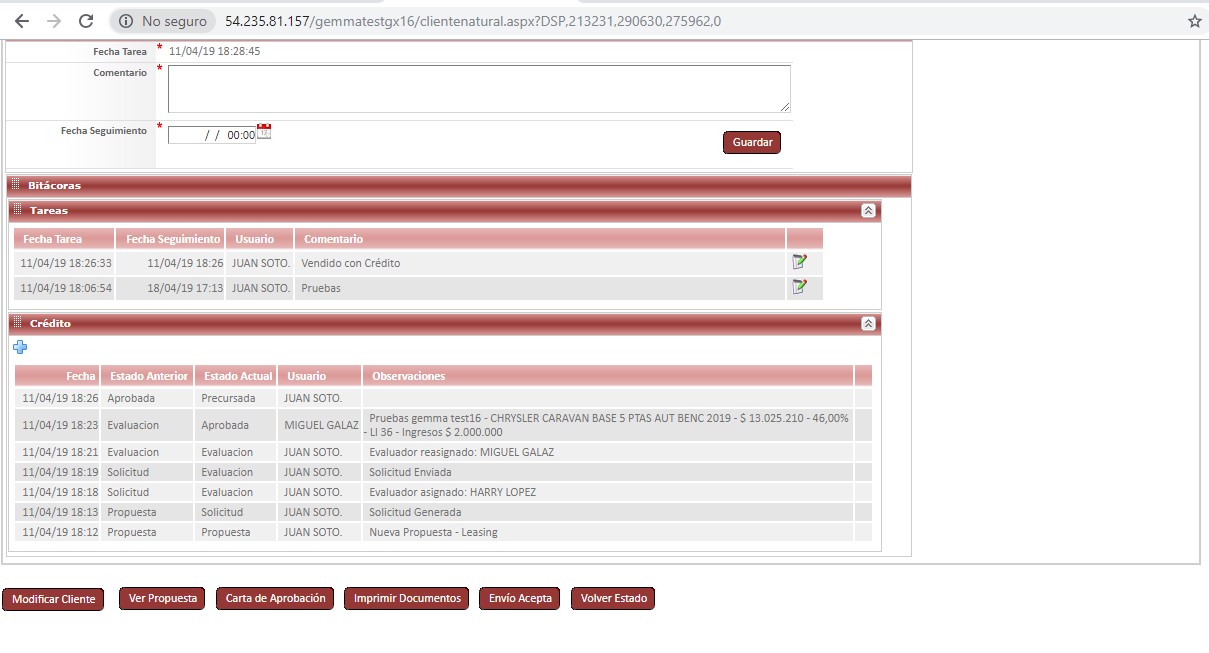 No seguro 54.235.81.157/gemmatestgx16/clientenatural.aspx?DSP,213231,290630,275962,0
Fecha Tarea * 11/04/19 18:28:45
Comentario *
Fecha Seguimiento * / / 00:00
Guardar
Bitácoras
Tareas
Fecha Tarea Fecha Seguimiento Usuario Comentario
11/04/19 18:26:33 11/04/19 18:26 JUAN SOTO. Vendido con Crédito
11/04/19 18:06:54 18/04/19 17:13 JUAN SOTO. Pruebas
Crédito
Fecha Estado Anterior Estado Actual Usuario Observaciones
11/04/19 18:26 Aprobada Precursada JUAN SOTO.
11/04/19 18:23 Evaluacion Aprobada MIGUEL GALAZ Pruebas gemma test16 - CHRYSLER CARAVAN BASE 5 PTAS AUT BENC 2019 - $ 13.025.210 - 46,00%
- LI 36 - Ingresos $ 2.000.000
11/04/19 18:21 Evaluacion Evaluacion JUAN SOTO. Evaluador reasignado: MIGUEL GALAZ
11/04/19 18:19 Solicitud Evaluacion JUAN SOTO. Solicitud Enviada
11/04/19 18:18 Solicitud Evaluacion JUAN SOTO. Evaluador asignado: HARRY LOPEZ
11/04/19 18:13 Propuesta Solicitud JUAN SOTO. Solicitud Generada
11/04/19 18:12 Propuesta Propuesta JUAN SOTO. Nueva Propuesta - Leasing
Modificar Cliente Ver Propuesta Carta de Aprobación Imprimir Documentos Envío Acepta Volver Estado